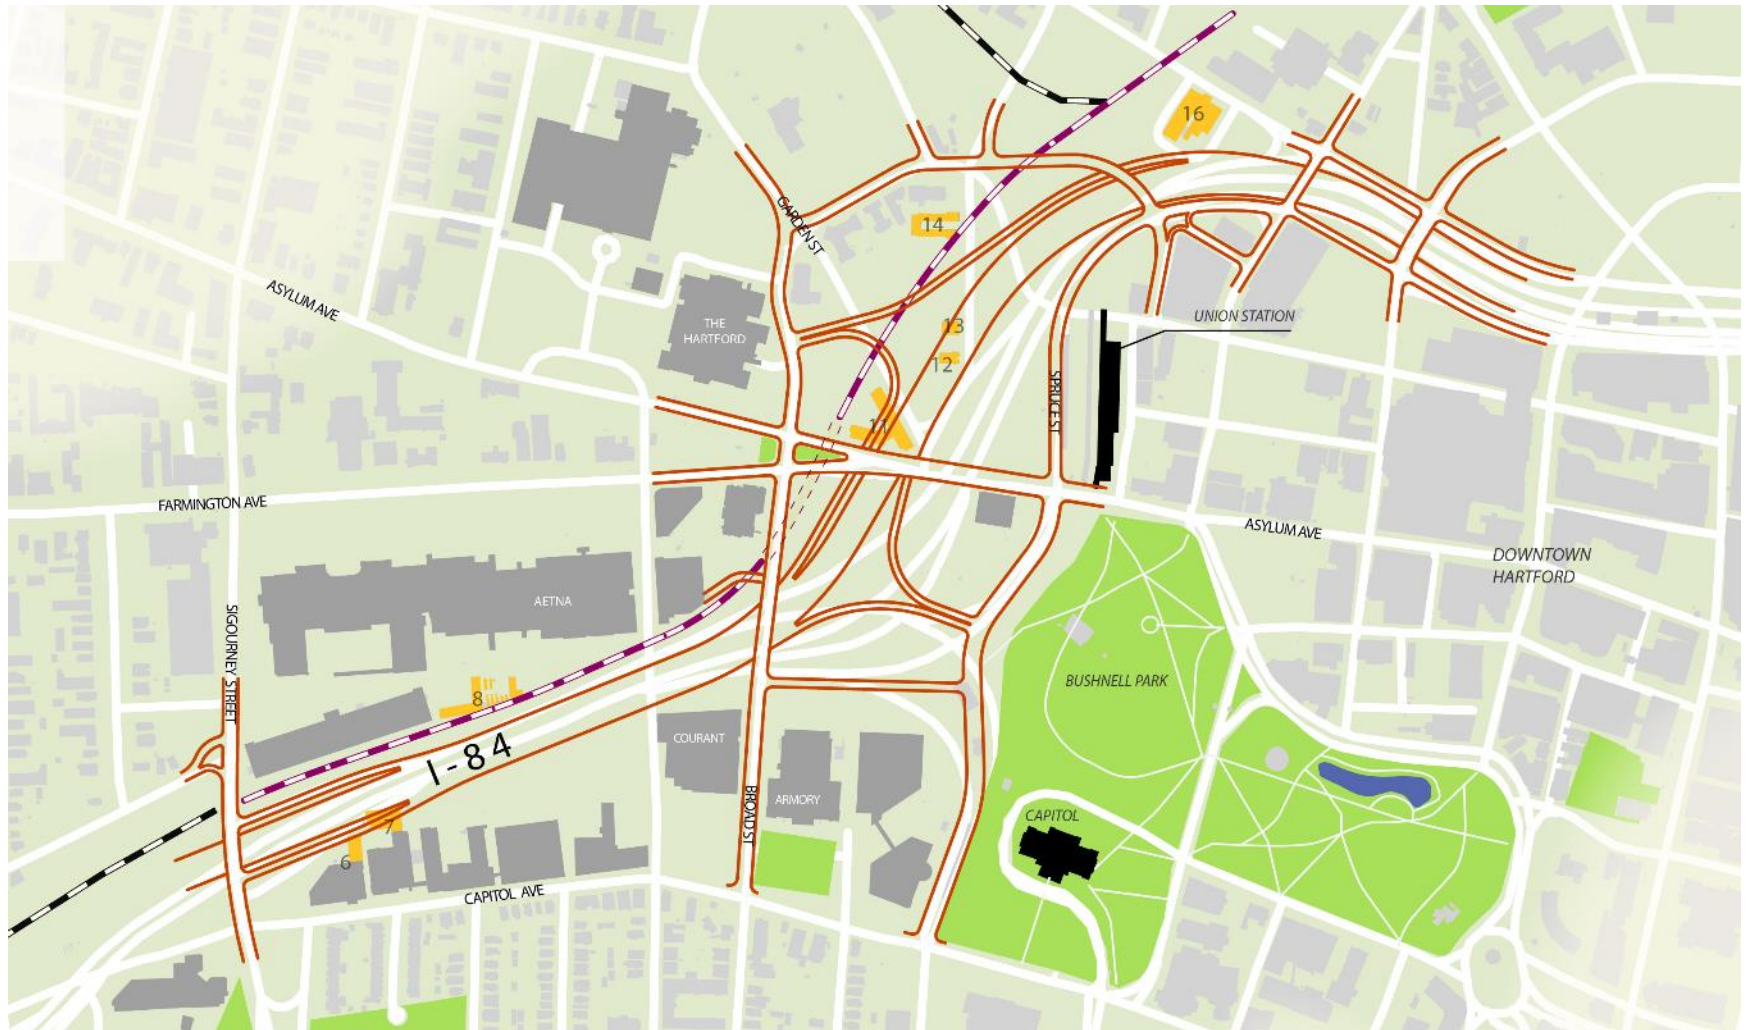 16
GARDEN ST
14
ASYLUM AVE
THE
HARTFORD
13
UNION STATION
12
SPRUCE ST
11
FARMINGTON AVE
ASYLUM AVE
DOWNTOWN
HARTFORD
AETNA
SIGOURNEY STREET
BUSHNELL PARK
8
COURANT
I-84
BROAD ST
ARMORY
CAPITOL
7
6
CAPITOL AVE